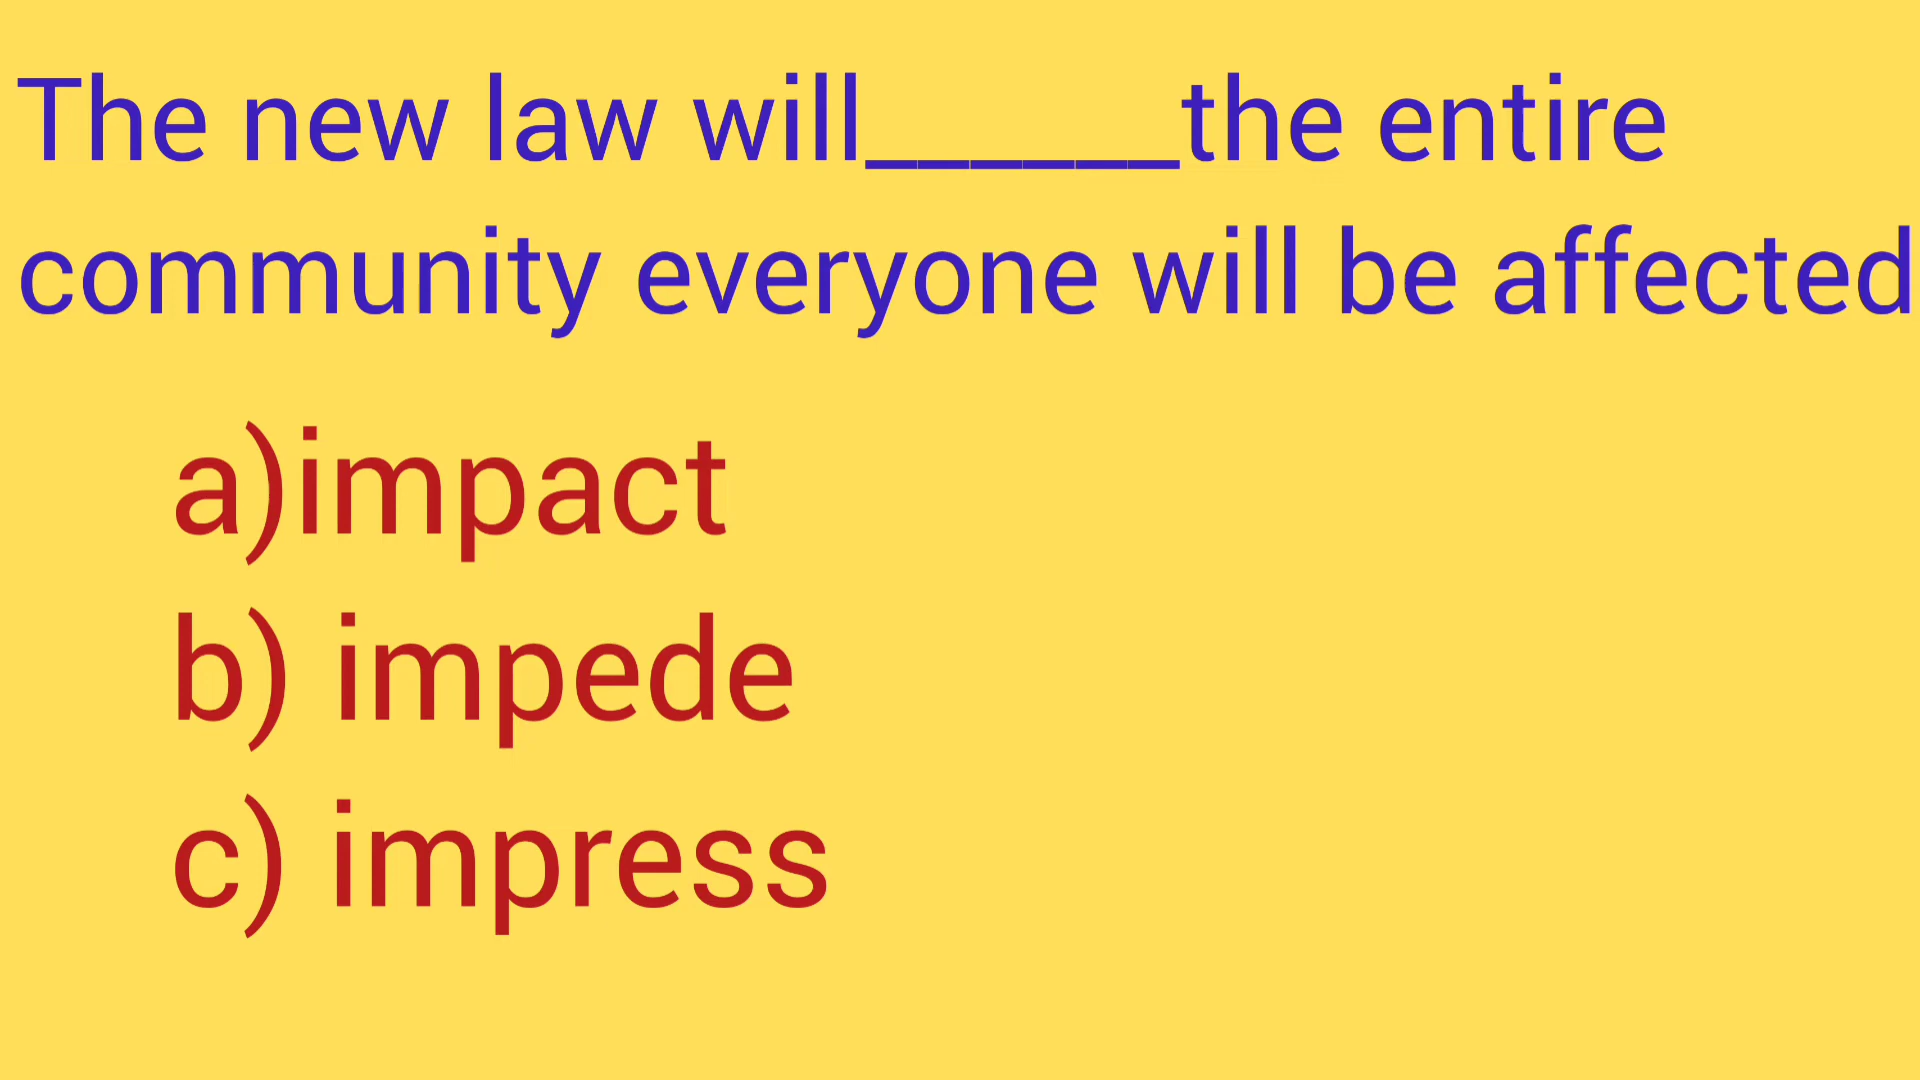 The new law will______the entire
community everyone will be affected
a)impact
b) impede
c) impress